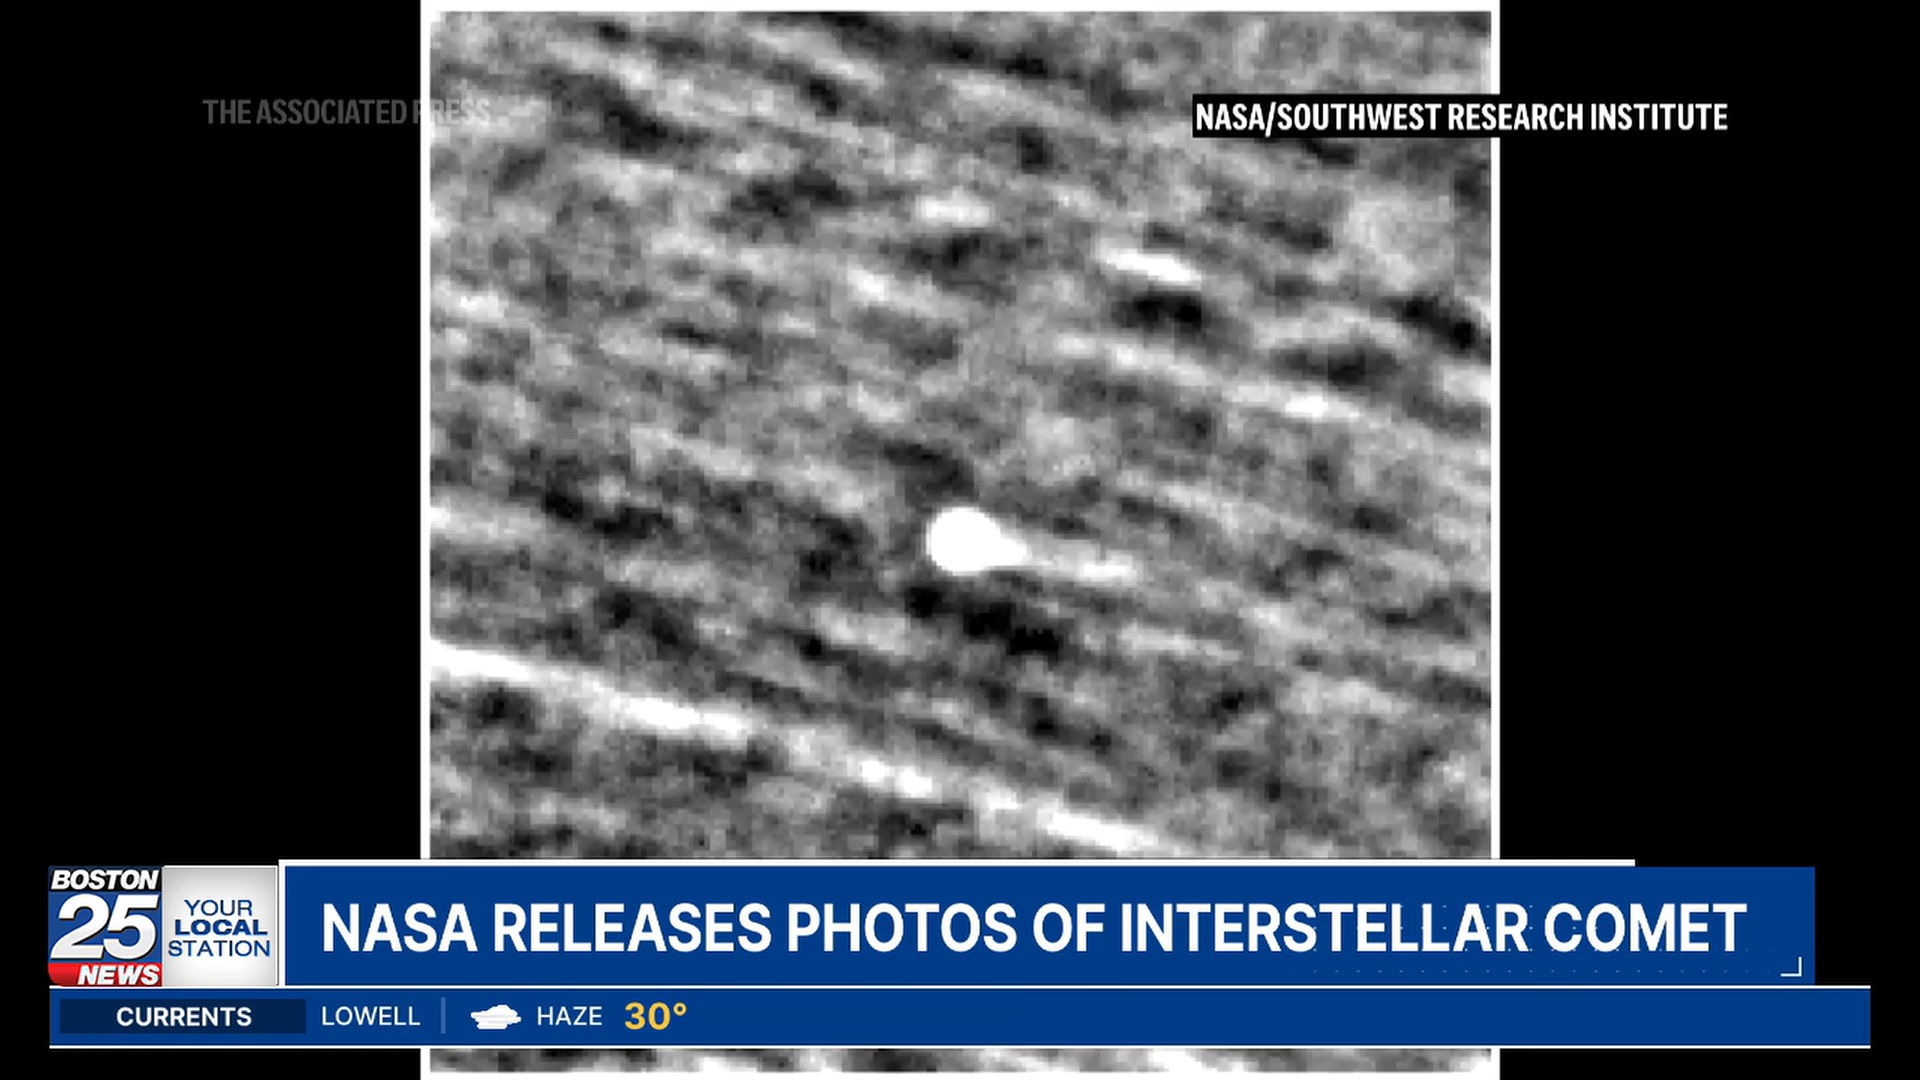 THE ASSOCIATED PRESS
NASA/SOUTHWEST RESEARCH INSTITUTE
BOSTON
25
NEWS
YOUR
LOCAL
STATION
NASA RELEASES PHOTOS OF INTERSTELLAR COMET
CURRENTS LOWELL HAZE 30°